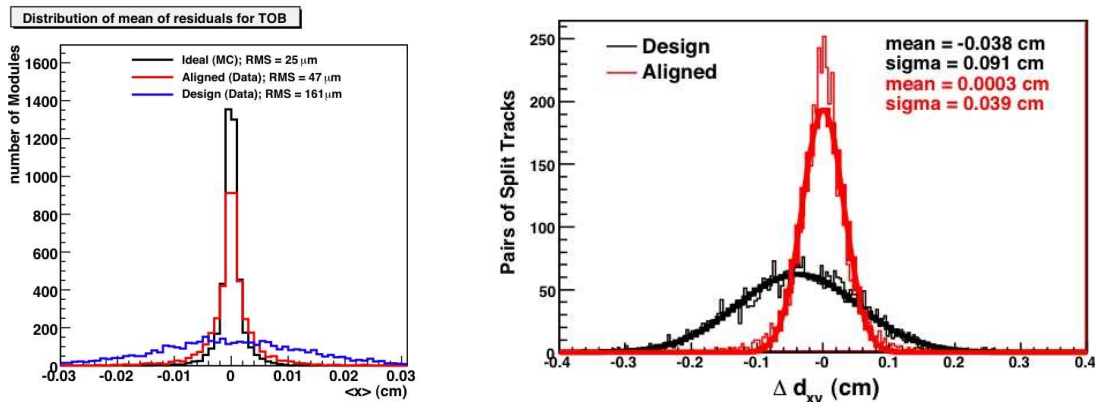 Distribution of mean of residuals for TOB
number of Modules
1600
1400
1200
1000
800
600
400
200
0
Ideal (MC); RMS = 25 μm
Aligned (Data); RMS = 47 μm
Design (Data); RMS = 161 μm
-0.03 -0.02 -0.01 0 0.01 0.02 0.03
<x> (cm)
Pairs of Split Tracks
250
200
150
100
50
0
Design
Aligned
mean = -0.038 cm
sigma = 0.091 cm
mean = 0.0003 cm
sigma = 0.039 cm
-0.4 -0.3 -0.2 -0.1 -0 0.1 0.2 0.3 0.4
Δ dxy (cm)